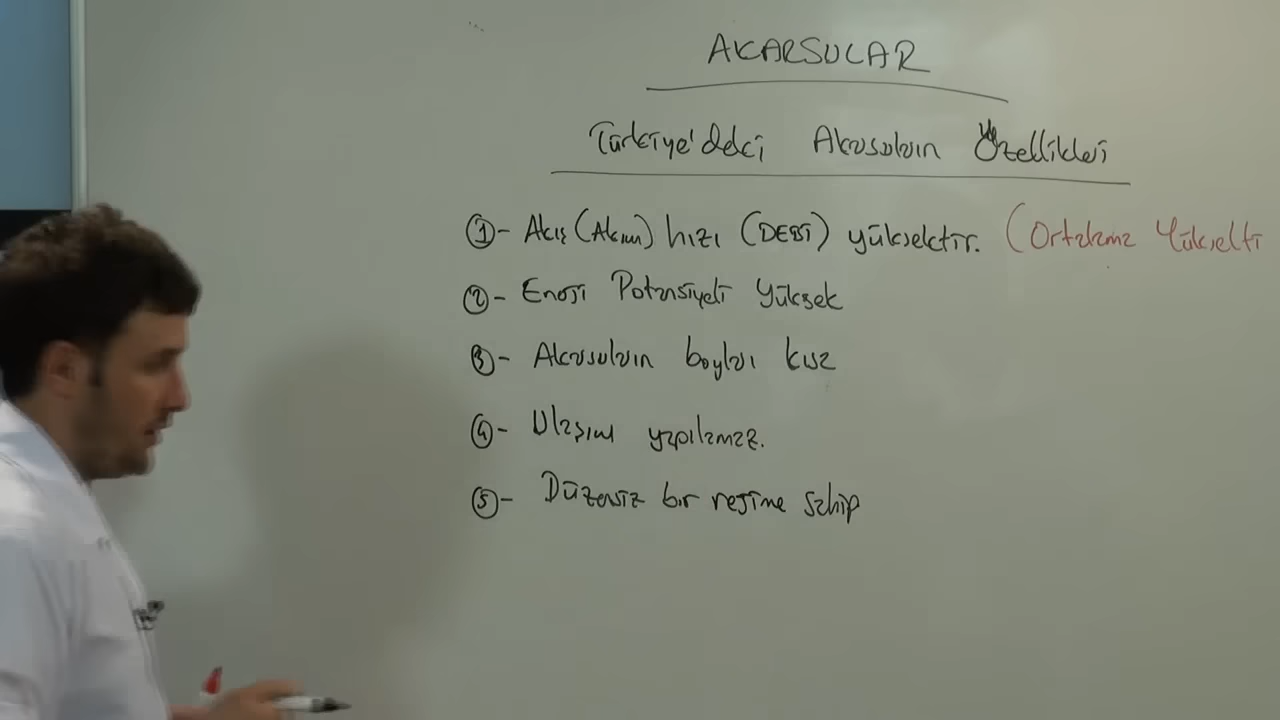 AKARSULAR
Türkiye'deki Akarsuların Özellikleri
1- Akış (Akım) hızı (DEBİ) yüksektir. (Ortalama Yükselti
2- Enerji Potansiyeli Yüksek
3- Akarsuların boyları kısa
4- Ulaşım yapılamaz.
5- Düzensiz bir rejime sahip